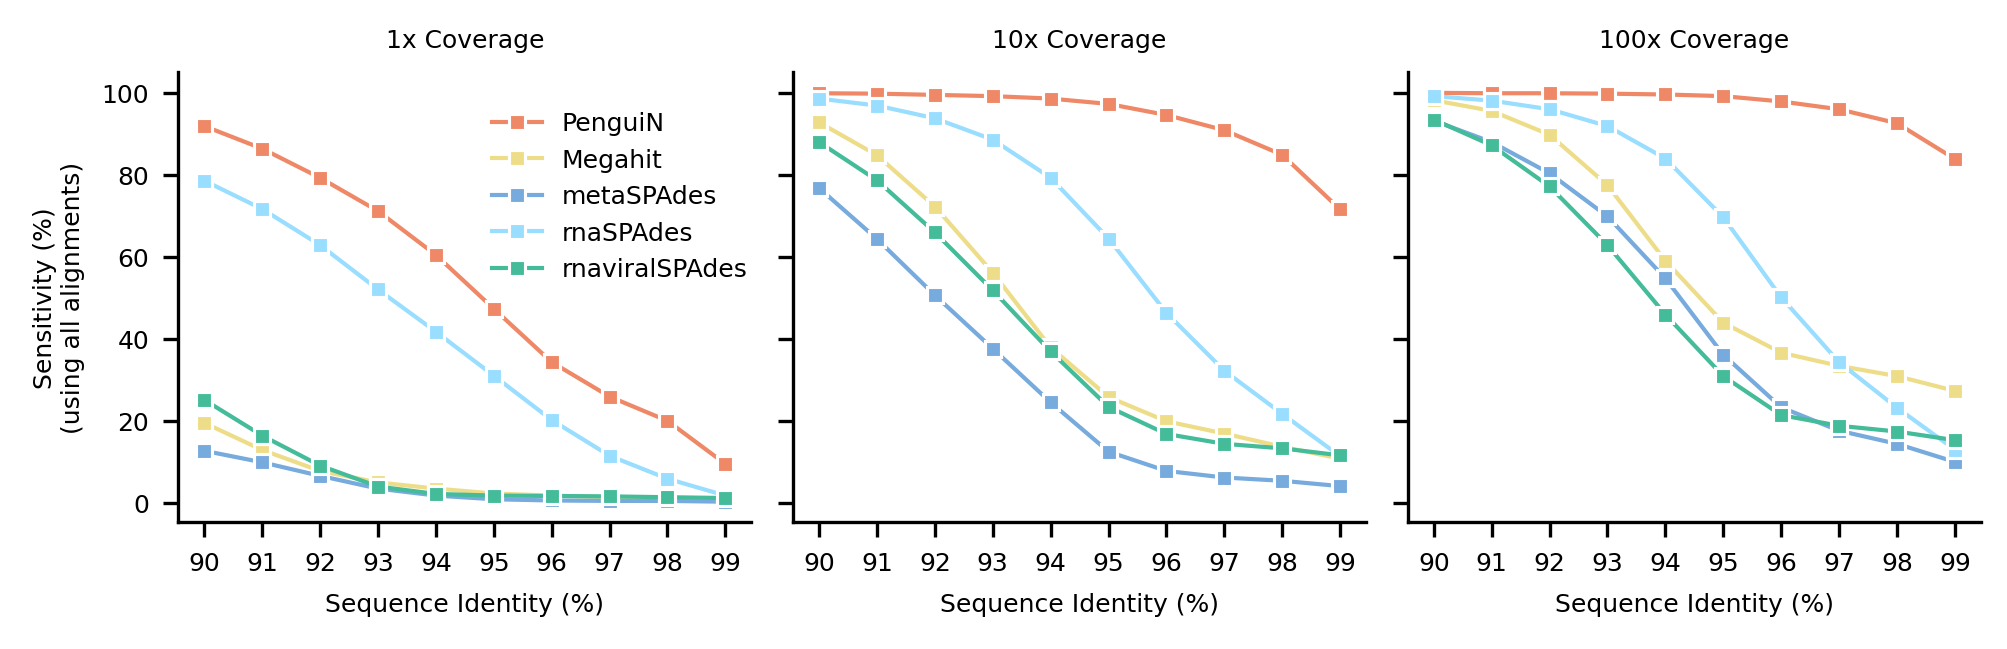 1x Coverage
10x Coverage
100x Coverage
Sensitivity (%)
(using all alignments)
100
80
60
40
20
0
PenguiN
Megahit
metaSPAdes
rnaSPAdes
rnaviralSPAdes
90 91 92 93 94 95 96 97 98 99
90 91 92 93 94 95 96 97 98 99
90 91 92 93 94 95 96 97 98 99
Sequence Identity (%)
Sequence Identity (%)
Sequence Identity (%)